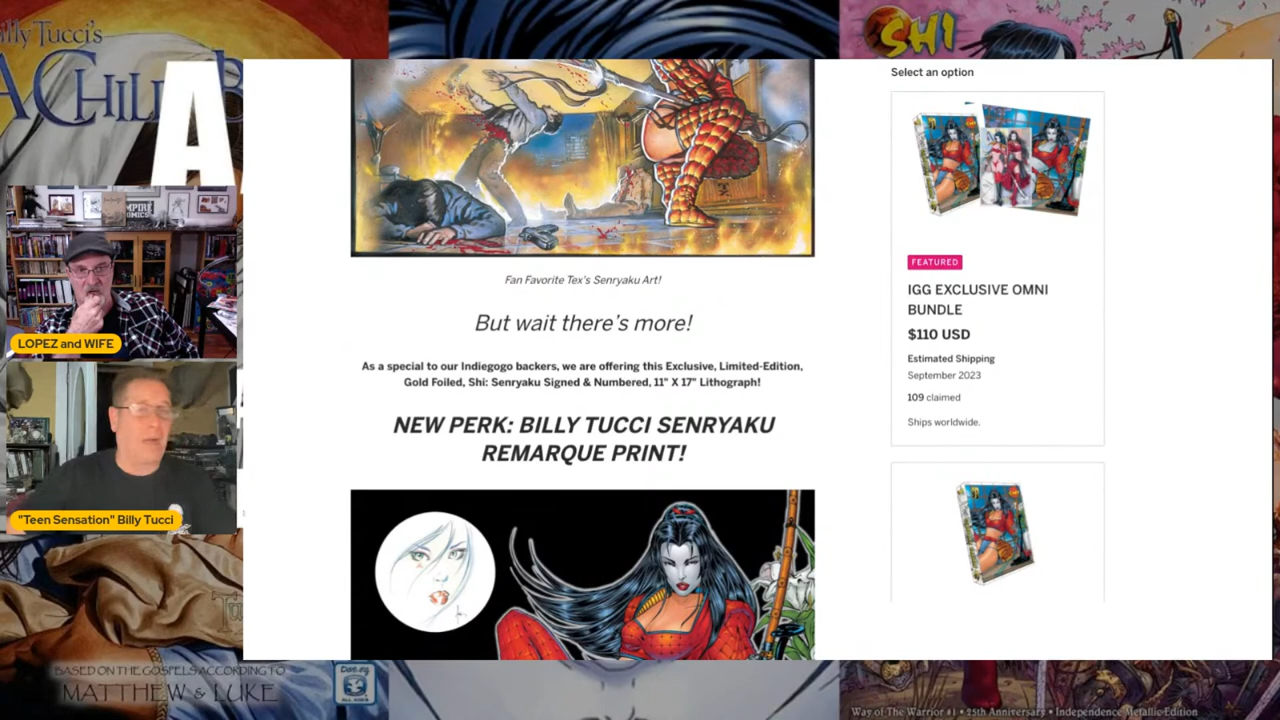 Billy Tucci's
A CHILD
A
SHI
EMPIRE
COMICS
LOPEZ and WIFE
"Teen Sensation" Billy Tucci
Fan Favorite Tex's Senryaku Art!
But wait there's more!
As a special to our Indiegogo backers, we are offering this Exclusive, Limited-Edition,
Gold Foiled, Shi: Senryaku Signed & Numbered, 11" X 17" Lithograph!
NEW PERK: BILLY TUCCI SENRYAKU
REMARQUE PRINT!
Select an option
FEATURED
IGG EXCLUSIVE OMNI
BUNDLE
$110 USD
Estimated Shipping
September 2023
109 claimed
Ships worldwide.
BASED ON THE GOSPELS ACCORDING TO
MATTHEW & LUKE
ALL AGES
Way of The Warrior #1 • 25th Anniversary • Independence Metallic Edition